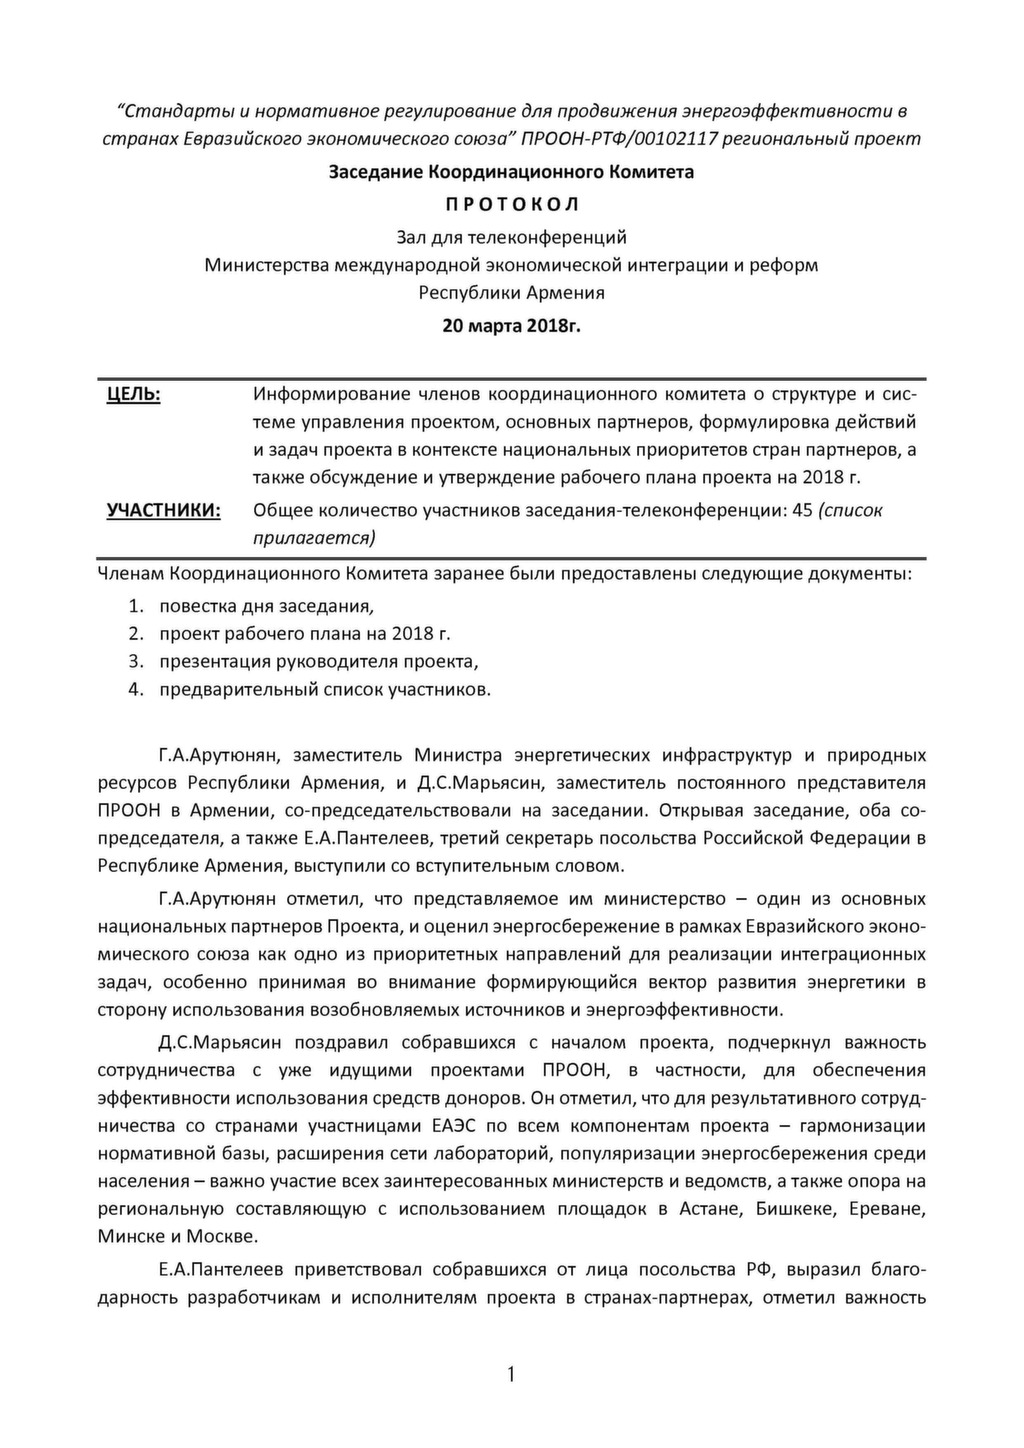 “Стандарты и нормативное регулирование для продвижения энергоэффективности в
странах Евразийского экономического союза” ПРООН-РТФ/00102117 региональный проект
Заседание Координационного Комитета
П Р О Т О К О Л
Зал для телеконференций
Министерства международной экономической интеграции и реформ
Республики Армения
20 марта 2018г.
ЦЕЛЬ: Информирование членов координационного комитета о структуре и сис-
теме управления проектом, основных партнеров, формулировка действий
и задач проекта в контексте национальных приоритетов стран партнеров, а
также обсуждение и утверждение рабочего плана проекта на 2018 г.
УЧАСТНИКИ: Общее количество участников заседания-телеконференции: 45 (список
прилагается)
Членам Координационного Комитета заранее были предоставлены следующие документы:
1. повестка дня заседания,
2. проект рабочего плана на 2018 г.
3. презентация руководителя проекта,
4. предварительный список участников.
Г.А.Арутюнян, заместитель Министра энергетических инфраструктур и природных
ресурсов Республики Армения, и Д.С.Марьясин, заместитель постоянного представителя
ПРООН в Армении, со-председательствовали на заседании. Открывая заседание, оба со-
председателя, а также Е.А.Пантелеев, третий секретарь посольства Российской Федерации в
Республике Армения, выступили со вступительным словом.
Г.А.Арутюнян отметил, что представляемое им министерство – один из основных
национальных партнеров Проекта, и оценил энергосбережение в рамках Евразийского эконо-
мического союза как одно из приоритетных направлений для реализации интеграционных
задач, особенно принимая во внимание формирующийся вектор развития энергетики в
сторону использования возобновляемых источников и энергоэффективности.
Д.С.Марьясин поздравил собравшихся с началом проекта, подчеркнул важность
сотрудничества с уже идущими проектами ПРООН, в частности, для обеспечения
эффективности использования средств доноров. Он отметил, что для результативного сотруд-
ничества со странами участницами ЕАЭС по всем компонентам проекта – гармонизации
нормативной базы, расширения сети лабораторий, популяризации энергосбережения среди
населения – важно участие всех заинтересованных министерств и ведомств, а также опора на
региональную составляющую с использованием площадок в Астане, Бишкеке, Ереване,
Минске и Москве.
Е.А.Пантелеев приветствовал собравшихся от лица посольства РФ, выразил благо-
дарность разработчикам и исполнителям проекта в странах-партнерах, отметил важность
1